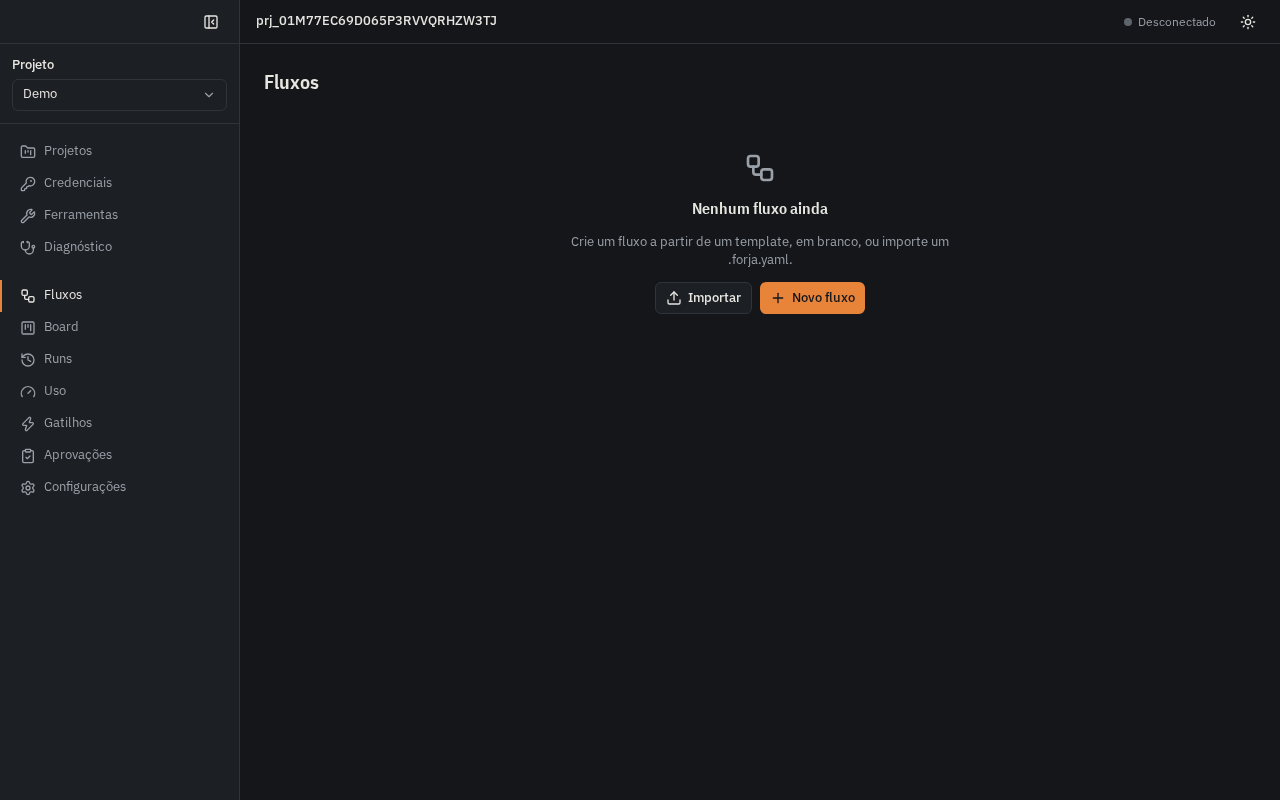 prj_01M77EC69D065P3RVVQRHZW3TJ
Desconectado
Projeto
Demo
Projetos
Credenciais
Ferramentas
Diagnóstico
Fluxos
Board
Runs
Uso
Gatilhos
Aprovações
Configurações
Fluxos
Nenhum fluxo ainda
Crie um fluxo a partir de um template, em branco, ou importe um
.forja.yaml.
Importar
Novo fluxo